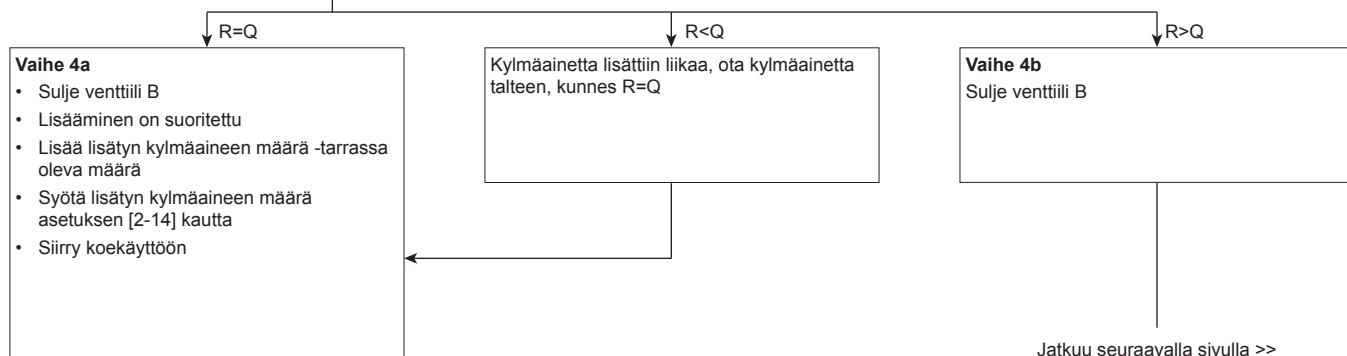 R=Q
R<Q
R>Q
Vaihe 4a
• Sulje venttiili B
• Lisääminen on suoritettu
• Lisää lisätyn kylmäaineen määrä -tarrassa
oleva määrä
• Syötä lisätyn kylmäaineen määrä
asetuksen [2-14] kautta
• Siirry koekäyttöön
Kylmäainetta lisättiin liikaa, ota kylmäainetta
talteen, kunnes R=Q
Vaihe 4b
Sulje venttiili B
Jatkuu seuraavalla sivulla >>